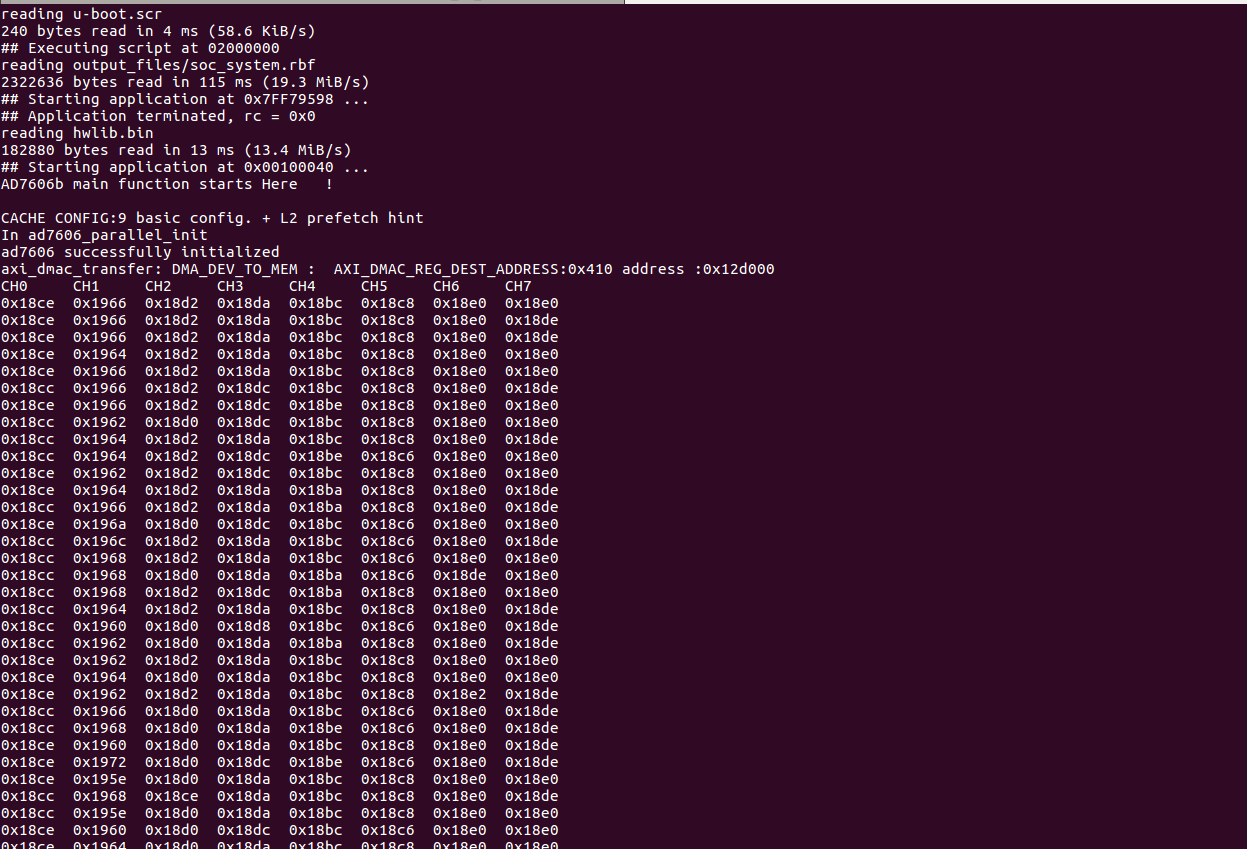 reading u-boot.scr
240 bytes read in 4 ms (58.6 KiB/s)
## Executing script at 02000000
reading output_files/soc_system.rbf
2322636 bytes read in 115 ms (19.3 MiB/s)
## Starting application at 0x7FF79598 ...
## Application terminated, rc = 0x0
reading hwlib.bin
182880 bytes read in 13 ms (13.4 MiB/s)
## Starting application at 0x00100040 ...
AD7606b main function starts Here   !
CACHE CONFIG:9 basic config. + L2 prefetch hint
In ad7606_parallel_init
ad7606 successfully initialized
axi_dmac_transfer: DMA_DEV_TO_MEM :  AXI_DMAC_REG_DEST_ADDRESS:0x410 address :0x12d000
CH0     CH1     CH2     CH3     CH4     CH5     CH6     CH7
0x18ce  0x1966  0x18d2  0x18da  0x18bc  0x18c8  0x18e0  0x18e0
0x18ce  0x1966  0x18d2  0x18da  0x18bc  0x18c8  0x18e0  0x18de
0x18ce  0x1966  0x18d2  0x18da  0x18bc  0x18c8  0x18e0  0x18de
0x18ce  0x1964  0x18d2  0x18da  0x18bc  0x18c8  0x18e0  0x18e0
0x18ce  0x1966  0x18d2  0x18da  0x18bc  0x18c8  0x18e0  0x18e0
0x18cc  0x1966  0x18d2  0x18dc  0x18bc  0x18c8  0x18e0  0x18de
0x18ce  0x1966  0x18d2  0x18dc  0x18be  0x18c8  0x18e0  0x18e0
0x18cc  0x1962  0x18d0  0x18dc  0x18bc  0x18c8  0x18e0  0x18e0
0x18cc  0x1964  0x18d2  0x18da  0x18bc  0x18c8  0x18e0  0x18de
0x18cc  0x1964  0x18d2  0x18dc  0x18be  0x18c6  0x18e0  0x18e0
0x18ce  0x1962  0x18d2  0x18dc  0x18bc  0x18c8  0x18e0  0x18e0
0x18ce  0x1964  0x18d2  0x18da  0x18ba  0x18c8  0x18e0  0x18de
0x18cc  0x1966  0x18d2  0x18da  0x18ba  0x18c8  0x18e0  0x18de
0x18ce  0x196a  0x18d0  0x18dc  0x18bc  0x18c6  0x18e0  0x18e0
0x18cc  0x196c  0x18d2  0x18dc  0x18bc  0x18c6  0x18e0  0x18de
0x18cc  0x1968  0x18d2  0x18da  0x18bc  0x18c6  0x18e0  0x18e0
0x18cc  0x1968  0x18d0  0x18da  0x18ba  0x18c6  0x18de  0x18e0
0x18cc  0x1968  0x18d2  0x18dc  0x18ba  0x18c8  0x18e0  0x18e0
0x18cc  0x1964  0x18d2  0x18da  0x18bc  0x18c8  0x18e0  0x18de
0x18cc  0x1960  0x18d0  0x18d8  0x18bc  0x18c6  0x18e0  0x18de
0x18cc  0x1962  0x18d0  0x18da  0x18ba  0x18c8  0x18e0  0x18de
0x18ce  0x1962  0x18d2  0x18da  0x18bc  0x18c8  0x18e0  0x18e0
0x18ce  0x1964  0x18d0  0x18da  0x18bc  0x18c8  0x18e0  0x18e0
0x18ce  0x1962  0x18d2  0x18da  0x18bc  0x18c8  0x18e2  0x18de
0x18cc  0x1966  0x18d0  0x18da  0x18bc  0x18c6  0x18e0  0x18de
0x18cc  0x1968  0x18d0  0x18da  0x18be  0x18c6  0x18e0  0x18de
0x18ce  0x1960  0x18d0  0x18da  0x18bc  0x18c8  0x18e0  0x18de
0x18ce  0x1972  0x18d0  0x18dc  0x18be  0x18c6  0x18e0  0x18de
0x18ce  0x195e  0x18d0  0x18da  0x18bc  0x18c8  0x18e0  0x18e0
0x18cc  0x1968  0x18ce  0x18da  0x18bc  0x18c8  0x18e0  0x18de
0x18cc  0x195e  0x18d0  0x18da  0x18bc  0x18c8  0x18e0  0x18e0
0x18ce  0x1960  0x18d0  0x18dc  0x18bc  0x18c6  0x18e0  0x18e0
0x18ce  0x1964  0x18d0  0x18da  0x18bc  0x18c8  0x18e0  0x18e0